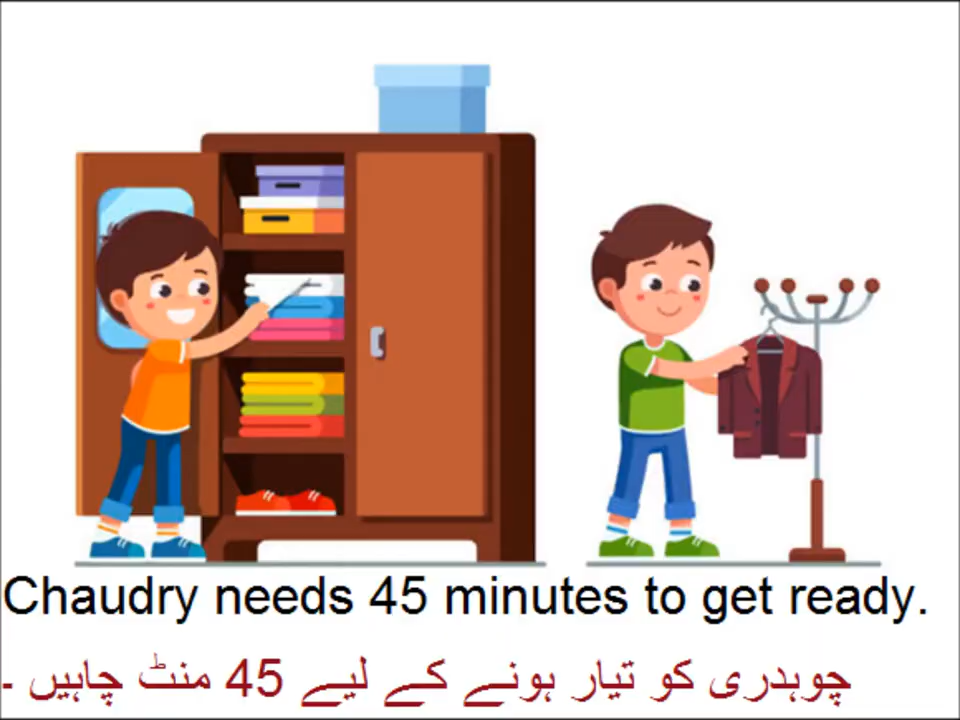 Chaudry needs 45 minutes to get ready.
چوہدری کو تیار ہونے کے لیے 45 منٹ چاہیں ۔